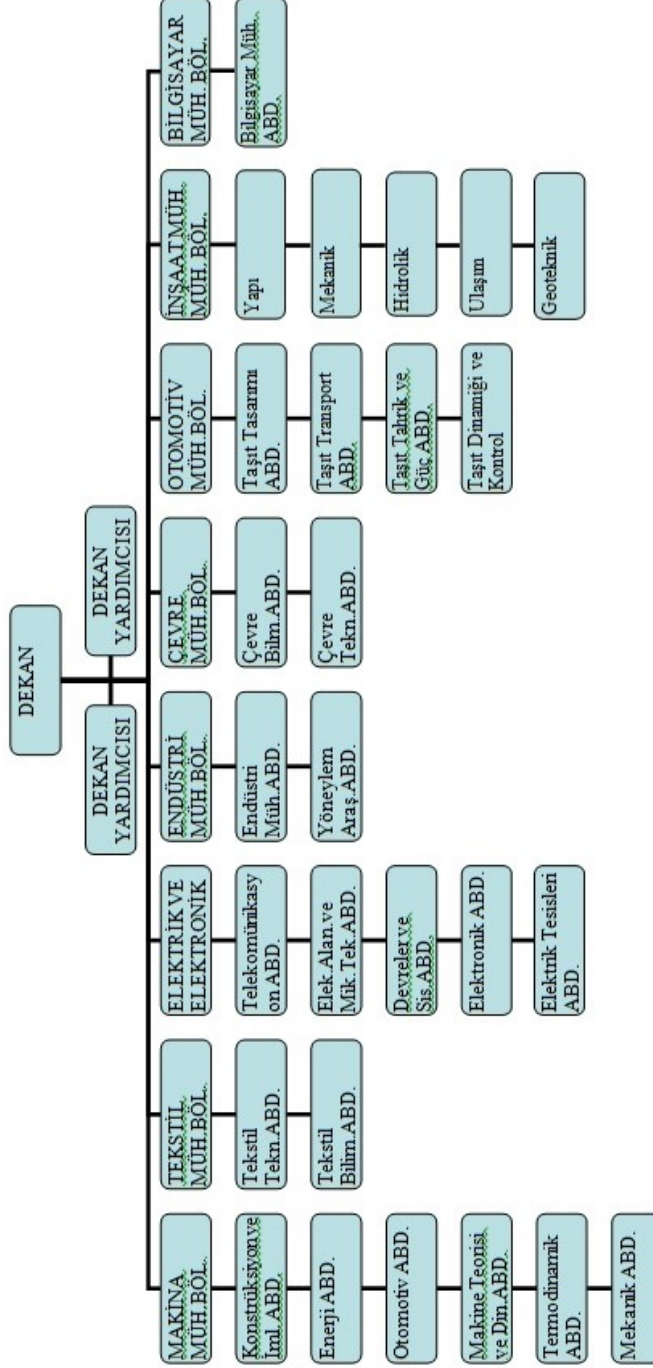 DEKAN
DEKAN
YARDIMCISI
DEKAN
YARDIMCISI
MAKİNA
MÜH.BÖL.
Konstrüksiyon ve
İml. ABD.
Enerji ABD.
Otomotiv ABD.
Makine Teorisi
ve Din.ABD.
Termodinamik
ABD.
Mekanik ABD.
TEKSTİL
MÜH.BÖL.
Tekstil
Tekn.ABD.
Tekstil
Bilim.ABD.
ELEKTRİK VE
ELEKTRONİK
Telekomünikasy
on ABD.
Elek.Alan.ve
Mik.Tek.ABD.
Devreler ve
Sis.ABD.
Elektronik ABD.
Elektrik Tesisleri
ABD.
ENDÜSTRİ
MÜH.BÖL.
Endüstri
Müh.ABD.
Yöneylem
Araş.ABD.
ÇEVRE
MÜH.BÖL.
Çevre
Bilm.ABD.
Çevre
Tekn.ABD.
OTOMOTİV
MÜH.BÖL.
Taşıt Tasarımı
ABD.
Taşıt Transport
ABD.
Taşıt Tahrik ve
Güç.ABD.
Taşıt Dinamiği ve
Kontrol
İNŞAAT MÜH.
MÜH. BÖL.
Yapı
Mekanik
Hidrolik
Ulaşım
Geoteknik
BİLGİSAYAR
MÜH. BÖL.
Bilgisayar Müh.
ABD.